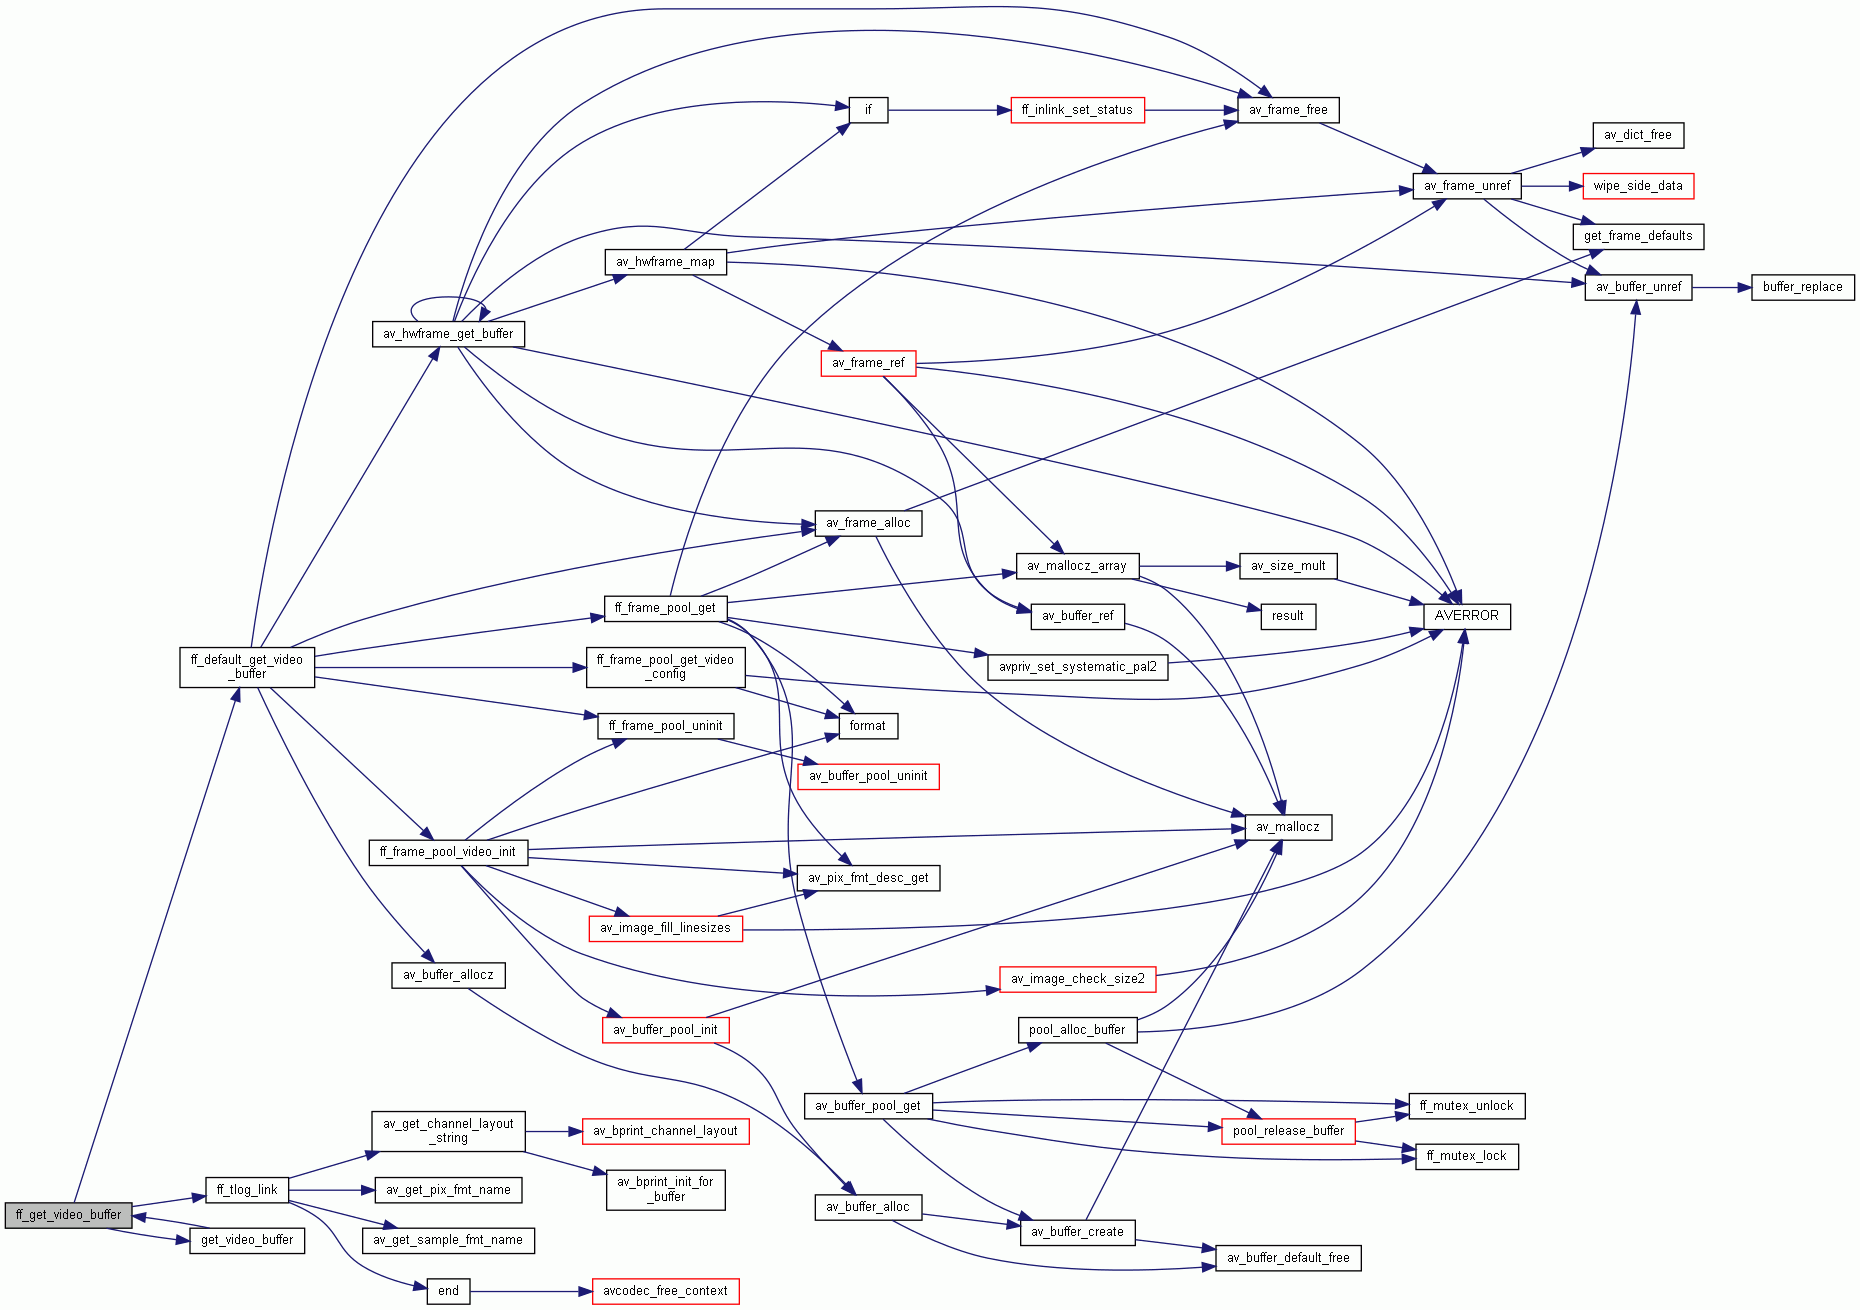 if
ff_inlink_set_status
av_frame_free
av_dict_free
av_frame_unref
wipe_side_data
get_frame_defaults
av_hwframe_map
av_buffer_unref
buffer_replace
av_hwframe_get_buffer
av_frame_ref
av_frame_alloc
av_mallocz_array
av_size_mult
ff_frame_pool_get
av_buffer_ref
result
AVERROR
ff_default_get_video
_buffer
ff_frame_pool_get_video
_config
avpriv_set_systematic_pal2
ff_frame_pool_uninit
format
av_buffer_pool_uninit
av_mallocz
ff_frame_pool_video_init
av_pix_fmt_desc_get
av_image_fill_linesizes
av_buffer_allocz
av_image_check_size2
av_buffer_pool_init
pool_alloc_buffer
av_buffer_pool_get
ff_mutex_unlock
av_get_channel_layout
_string
av_bprint_channel_layout
pool_release_buffer
ff_mutex_lock
ff_tlog_link
av_get_pix_fmt_name
av_bprint_init_for
_buffer
av_buffer_alloc
ff_get_video_buffer
get_video_buffer
av_get_sample_fmt_name
av_buffer_create
av_buffer_default_free
end
avcodec_free_context